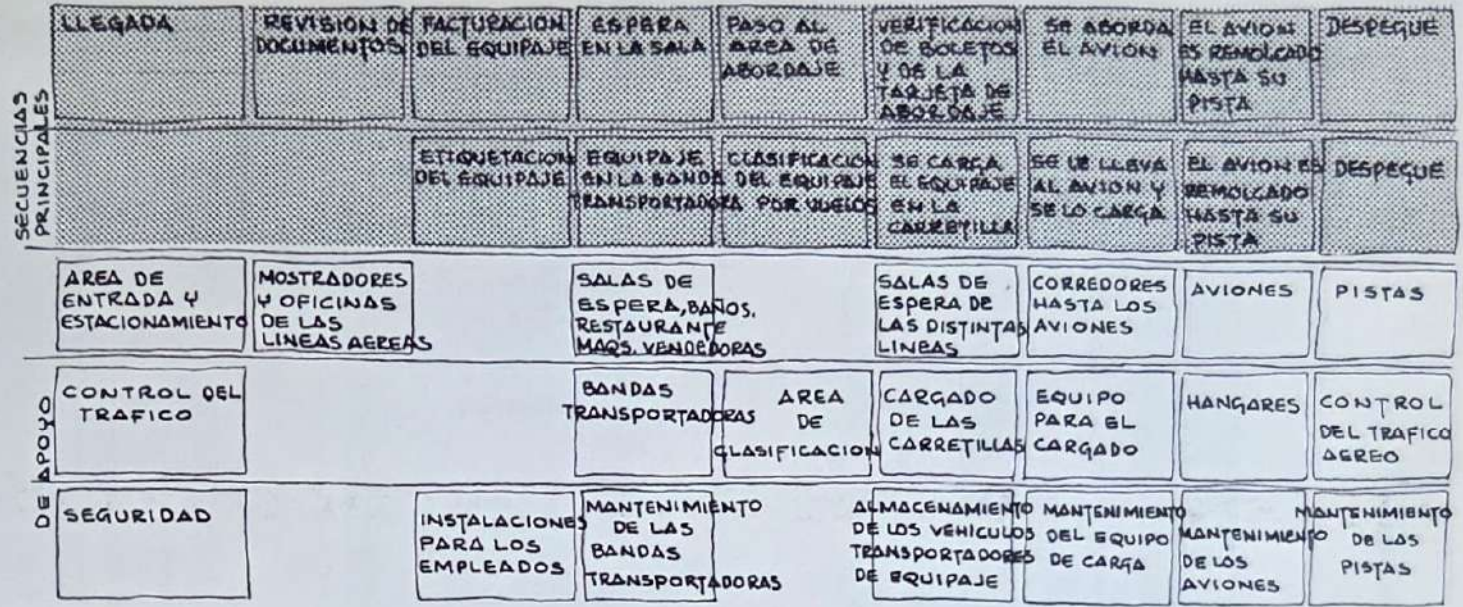 SECUENCIAS
PRINCIPALES
LLEGADA
REVISION DE
DOCUMENTOS
FACTURACION
DEL EQUIPAJE
ESPERA
EN LA SALA
PASO AL
AREA DE
ABORDAJE
VERIFICACION
DE BOLETOS
Y DE LA
TARJETA DE
ABORDAJE
SE ABORDA
EL AVION
EL AVION
ES REMOLCADO
HASTA SU
PISTA
DESPEGUE
ETIQUETACION
DEL EQUIPAJE
EQUIPAJE
EN LA BANDA
TRANSPORTADORA
CLASIFICACION
DEL EQUIPAJE
POR VUELOS
SE CARGA
EL EQUIPAJE
EN LA
CARRETILLA
SE LE LLEVA
AL AVION Y
SE LO CARGA
EL AVION ES
REMOLCADO
HASTA SU
PISTA
DESPEGUE
DE APOYO
AREA DE
ENTRADA Y
ESTACIONAMIENTO
MOSTRADORES
Y OFICINAS
DE LAS
LINEAS AEREAS
SALAS DE
ESPERA, BAÑOS,
RESTAURANTE
MAQS. VENDEDORAS
SALAS DE
ESPERA DE
LAS DISTINTAS
LINEAS
CORREDORES
HASTA LOS
AVIONES
AVIONES
PISTAS
CONTROL DEL
TRAFICO
BANDAS
TRANSPORTADORAS
AREA
DE
CLASIFICACION
CARGADO
DE LAS
CARRETILLAS
EQUIPO
PARA EL
CARGADO
HANGARES
CONTROL
DEL TRAFICO
AEREO
SEGURIDAD
INSTALACIONES
PARA LOS
EMPLEADOS
MANTENIMIENTO
DE LAS
BANDAS
TRANSPORTADORAS
ALMACENAMIENTO
DE LOS VEHICULOS
TRANSPORTADORES
DE EQUIPAJE
MANTENIMIENTO
DEL EQUIPO
DE CARGA
MANTENIMIENTO
DE LOS
AVIONES
MANTENIMIENTO
DE LAS
PISTAS